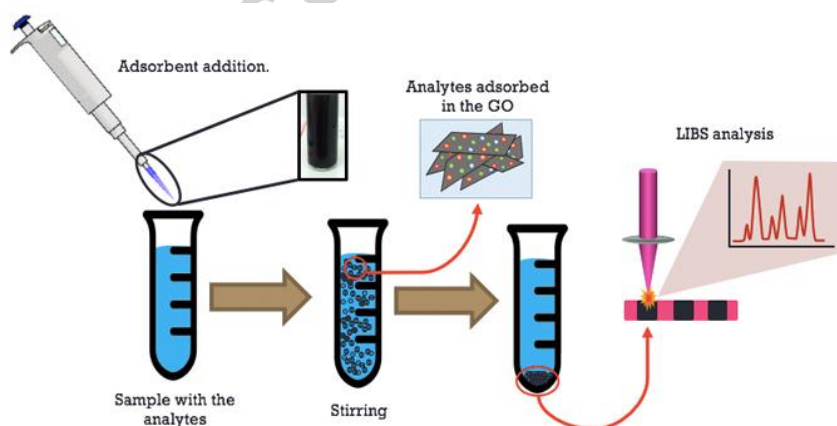 Adsorbent addition.
Analytes adsorbed
in the GO
LIBS analysis
Sample with the
analytes
Stirring